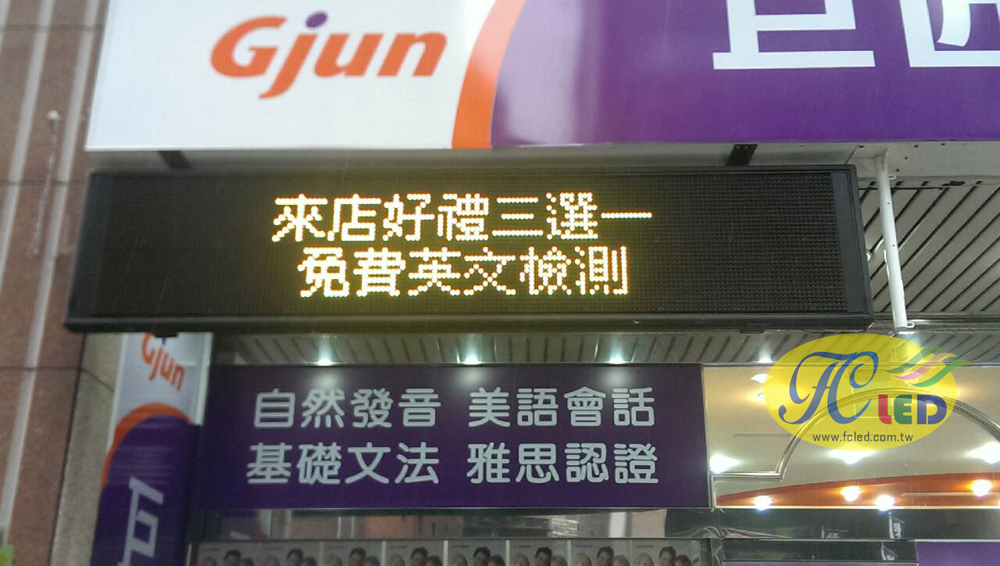 Gjun
來店好禮三選一
免費英文檢測
Gjun
自然發音 美語會話
基礎文法 雅思認證
FC LED
www.fcled.com.tw